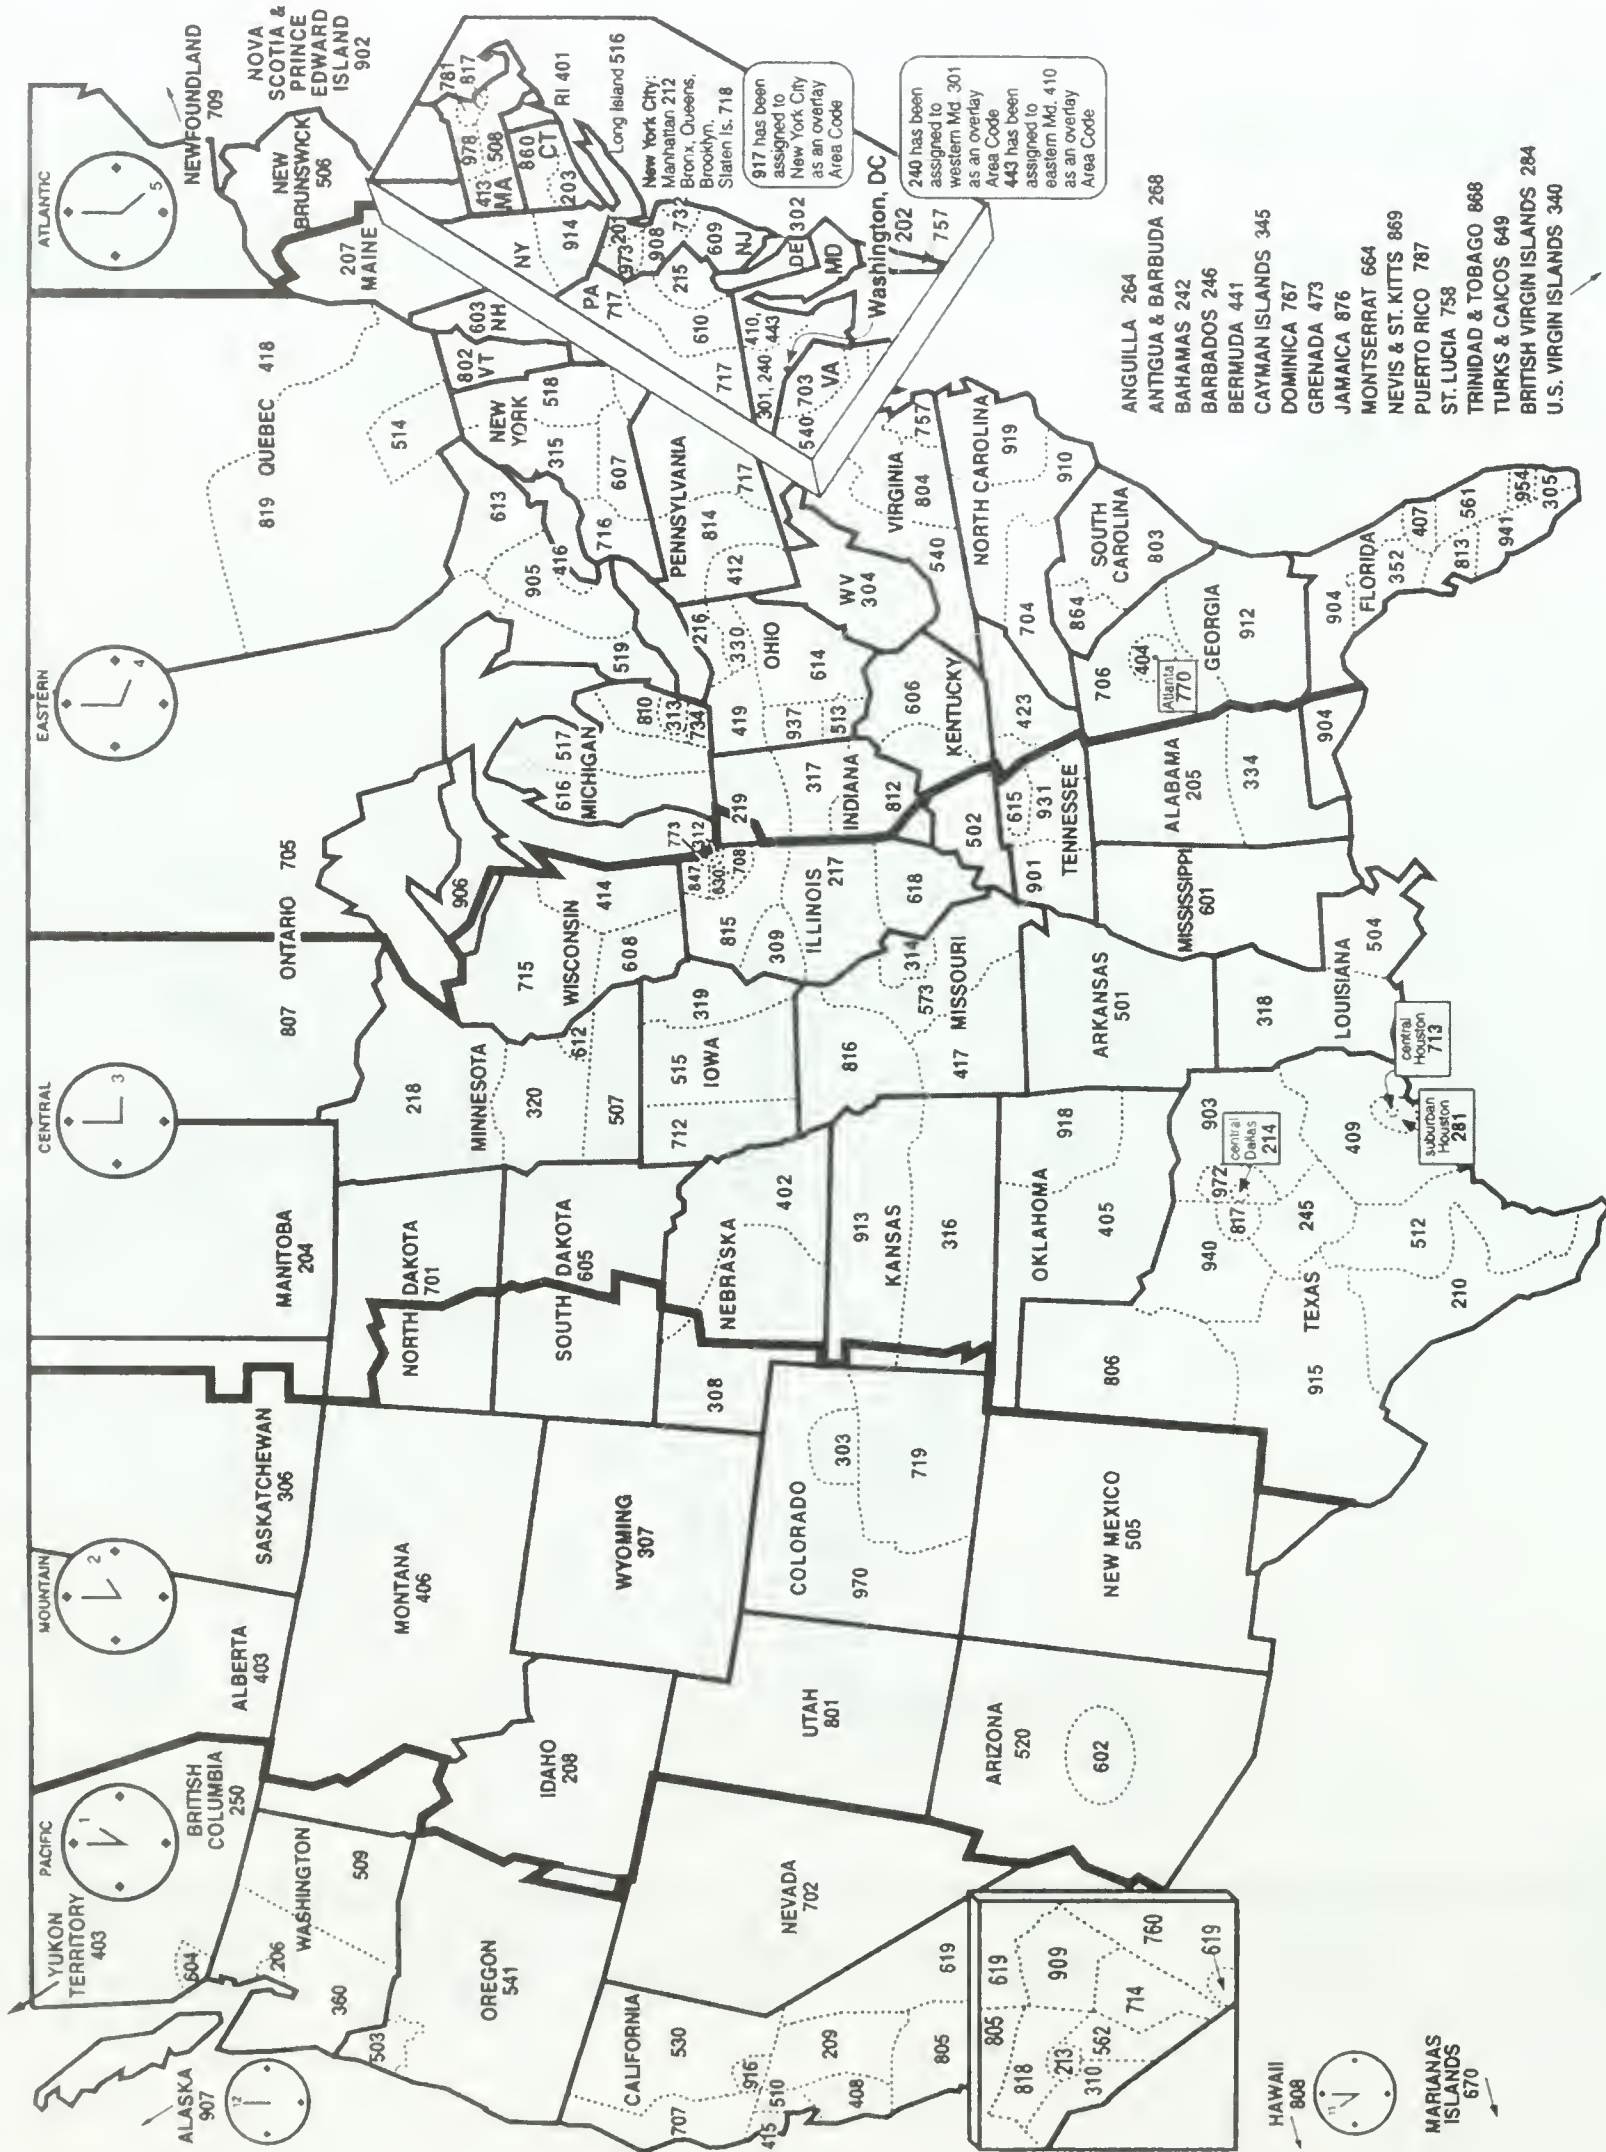 PACIFIC
1
MOUNTAIN
2
CENTRAL
3
EASTERN
4
ATLANTIC
5
YUKON
TERRITORY
403
ALASKA
907
12
BRITISH
COLUMBIA
250
604
ALBERTA
403
SASKATCHEWAN
306
MANITOBA
204
807 ONTARIO 705
819 QUEBEC 418
514
613
905
416
519
NEWFOUNDLAND
709
NOVA
SCOTIA &
PRINCE
EDWARD
ISLAND
902
NEW
BRUNSWICK
506
WASHINGTON
206
509
360
OREGON
541
503
CALIFORNIA
530
707
916
415
510
209
408
805
619
NEVADA
702
IDAHO
208
MONTANA
406
WYOMING
307
UTAH
801
COLORADO
303
970
719
ARIZONA
520
602
NEW MEXICO
505
NORTH DAKOTA
701
SOUTH DAKOTA
605
NEBRASKA
308
402
KANSAS
913
316
OKLAHOMA
918
405
TEXAS
806
940
817
972
903
central
Dallas
214
915
245
409
512
210
central
Houston
713
suburban
Houston
281
MINNESOTA
218
320
612
507
IOWA
712
515
319
MISSOURI
816
573
314
417
ARKANSAS
501
LOUISIANA
318
504
WISCONSIN
715
414
608
ILLINOIS
847
773
312
630
708
815
309
217
618
MICHIGAN
906
616
517
810
313
734
INDIANA
219
317
812
OHIO
216
330
419
937
513
614
KENTUCKY
606
502
TENNESSEE
901
615
931
423
MISSISSIPPI
601
ALABAMA
205
334
GEORGIA
706
404
Atlanta
770
912
FLORIDA
904
904
352
407
813
561
941
954
305
SOUTH
CAROLINA
864
803
NORTH CAROLINA
704
919
910
VIRGINIA
540
804
757
WV
304
PENNSYLVANIA
814
412
717
NEW
YORK
518
315
716
607
802
VT
603
NH
207
MAINE
781
817
978
508
413
MA
860
CT
203
RI 401
Long Island 516
New York City:
Manhattan 212
Bronx, Queens,
Brooklyn,
Staten Is. 718
917 has been
assigned to
New York City
as an overlay
Area Code
NY
914
PA
717
201
973
908
732
609
NJ
215
610
717
DE 302
MD
410,
443
301, 240
VA
703
540
Washington, DC
202
757
240 has been
assigned to
western Md. 301
as an overlay
Area Code
443 has been
assigned to
eastern Md. 410
as an overlay
Area Code
805
619
818
909
213
310
562
714
760
619
HAWAII
808
11
MARIANAS
ISLANDS
670
ANGUILLA 264
ANTIGUA & BARBUDA 268
BAHAMAS 242
BARBADOS 246
BERMUDA 441
CAYMAN ISLANDS 345
DOMINICA 767
GRENADA 473
JAMAICA 876
MONTSERRAT 664
NEVIS & ST. KITTS 869
PUERTO RICO 787
ST. LUCIA 758
TRINIDAD & TOBAGO 868
TURKS & CAICOS 649
BRITISH VIRGIN ISLANDS 284
U.S. VIRGIN ISLANDS 340